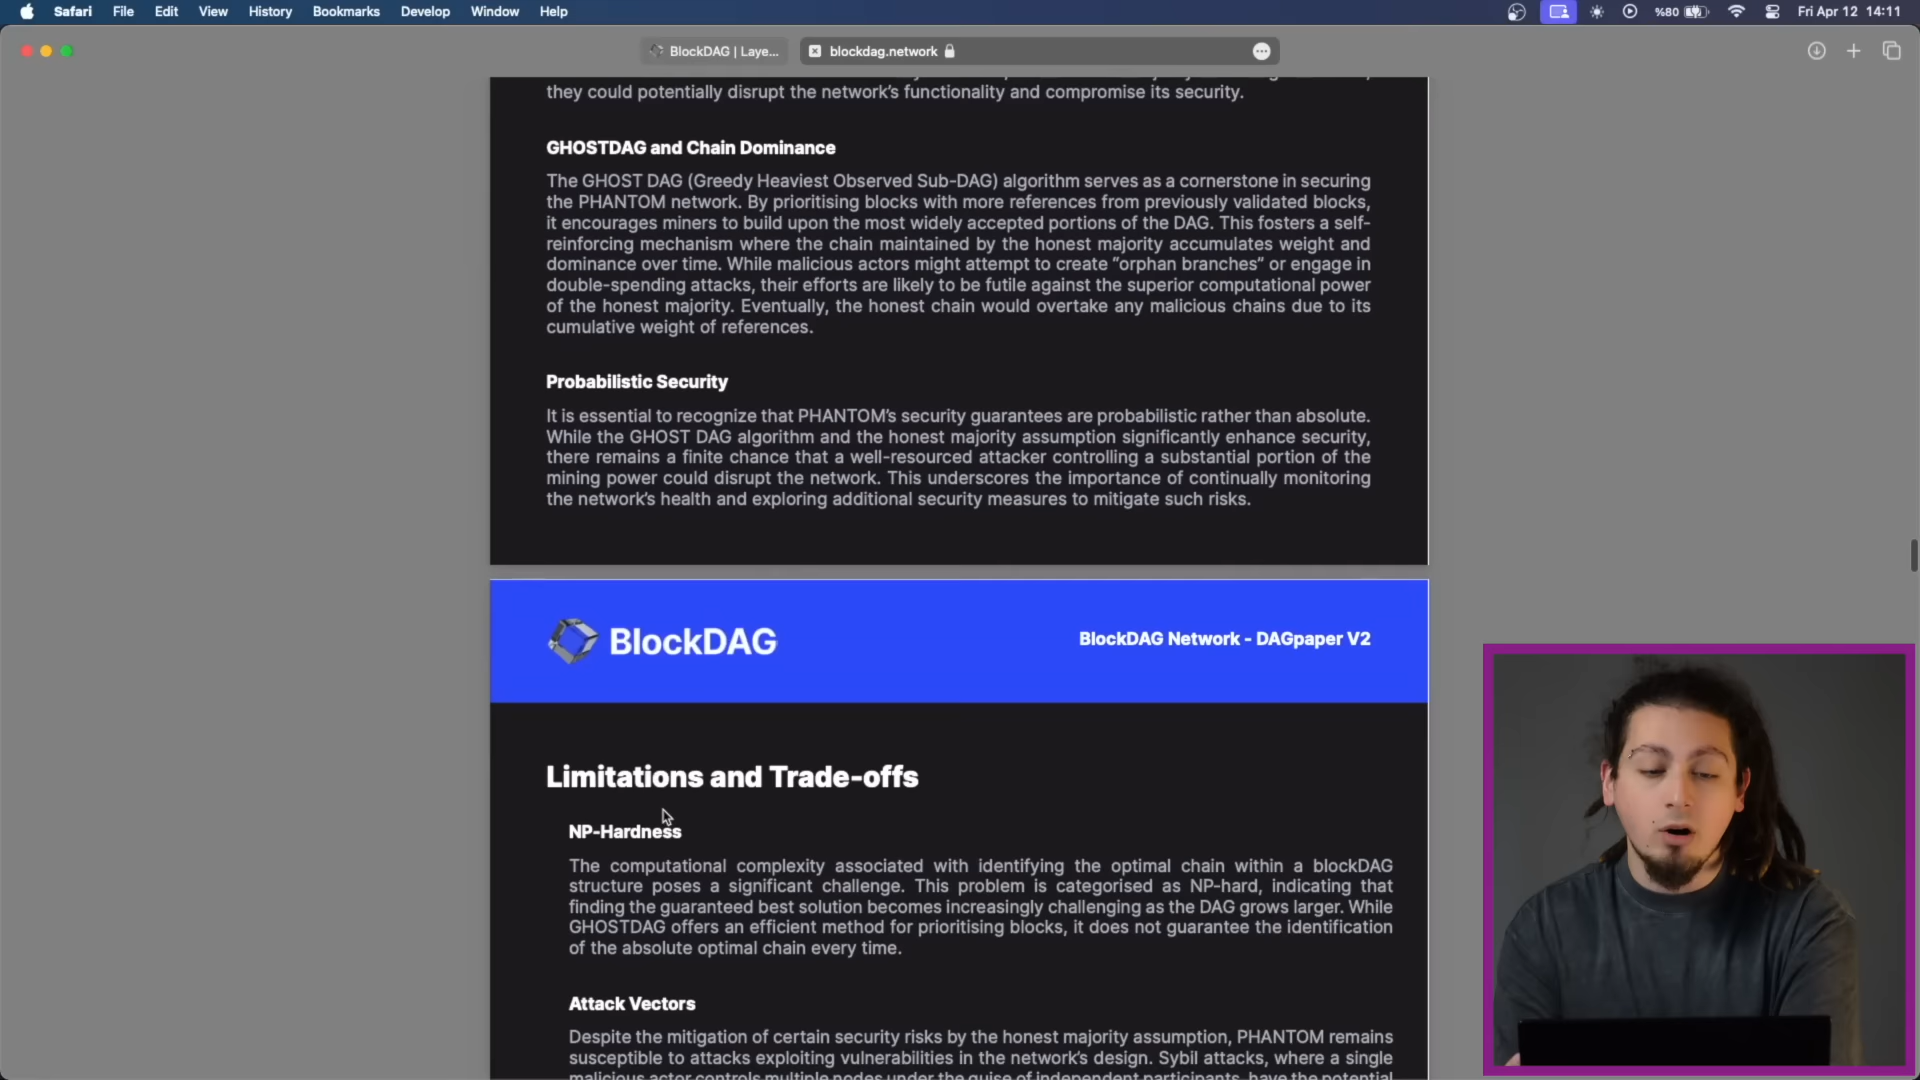 Safari File Edit View History Bookmarks Develop Window Help
%80 Fri Apr 12 14:11
BlockDAG | Laye... blockdag.network
they could potentially disrupt the network's functionality and compromise its security.
GHOSTDAG and Chain Dominance
The GHOST DAG (Greedy Heaviest Observed Sub-DAG) algorithm serves as a cornerstone in securing
the PHANTOM network. By prioritising blocks with more references from previously validated blocks,
it encourages miners to build upon the most widely accepted portions of the DAG. This fosters a self-
reinforcing mechanism where the chain maintained by the honest majority accumulates weight and
dominance over time. While malicious actors might attempt to create “orphan branches” or engage in
double-spending attacks, their efforts are likely to be futile against the superior computational power
of the honest majority. Eventually, the honest chain would overtake any malicious chains due to its
cumulative weight of references.
Probabilistic Security
It is essential to recognize that PHANTOM's security guarantees are probabilistic rather than absolute.
While the GHOST DAG algorithm and the honest majority assumption significantly enhance security,
there remains a finite chance that a well-resourced attacker controlling a substantial portion of the
mining power could disrupt the network. This underscores the importance of continually monitoring
the network's health and exploring additional security measures to mitigate such risks.
BlockDAG
BlockDAG Network - DAGpaper V2
Limitations and Trade-offs
NP-Hardness
The computational complexity associated with identifying the optimal chain within a blockDAG
structure poses a significant challenge. This problem is categorised as NP-hard, indicating that
finding the guaranteed best solution becomes increasingly challenging as the DAG grows larger. While
GHOSTDAG offers an efficient method for prioritising blocks, it does not guarantee the identification
of the absolute optimal chain every time.
Attack Vectors
Despite the mitigation of certain security risks by the honest majority assumption, PHANTOM remains
susceptible to attacks exploiting vulnerabilities in the network's design. Sybil attacks, where a single
malicious actor controls multiple nodes under the guise of independent participants, have the potential